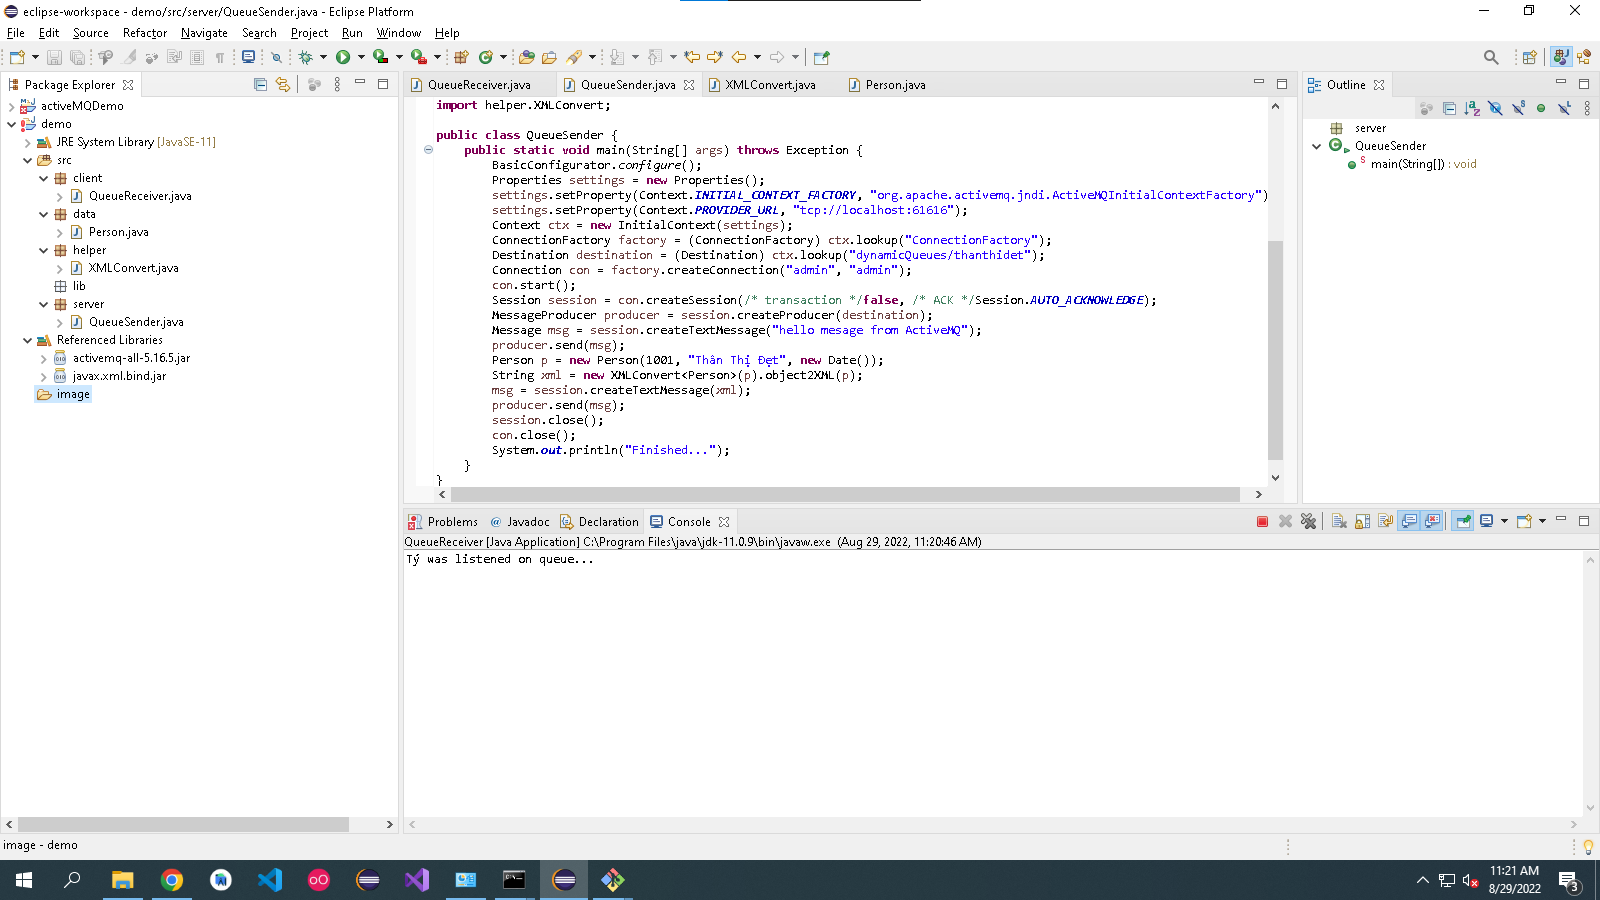 eclipse-workspace - demo/src/server/QueueSender.java - Eclipse Platform
File Edit Source Refactor Navigate Search Project Run Window Help
Package Explorer
activeMQDemo
demo
JRE System Library [JavaSE-11]
src
client
QueueReceiver.java
data
Person.java
helper
XMLConvert.java
lib
server
QueueSender.java
Referenced Libraries
activemq-all-5.16.5.jar
javax.xml.bind.jar
image
QueueReceiver.java QueueSender.java XMLConvert.java Person.java
import helper.XMLConvert;
public class QueueSender {
public static void main(String[] args) throws Exception {
BasicConfigurator.configure();
Properties settings = new Properties();
settings.setProperty(Context.INITIAL_CONTEXT_FACTORY, "org.apache.activemq.jndi.ActiveMQInitialContextFactory")
settings.setProperty(Context.PROVIDER_URL, "tcp://localhost:61616");
Context ctx = new InitialContext(settings);
ConnectionFactory factory = (ConnectionFactory) ctx.lookup("ConnectionFactory");
Destination destination = (Destination) ctx.lookup("dynamicQueues/thanthidet");
Connection con = factory.createConnection("admin", "admin");
con.start();
Session session = con.createSession(/* transaction */false, /* ACK */Session.AUTO_ACKNOWLEDGE);
MessageProducer producer = session.createProducer(destination);
Message msg = session.createTextMessage("hello mesage from ActiveMQ");
producer.send(msg);
Person p = new Person(1001, "Thân Thị Đẹt", new Date());
String xml = new XMLConvert<Person>(p).object2XML(p);
msg = session.createTextMessage(xml);
producer.send(msg);
session.close();
con.close();
System.out.println("Finished...");
}
}
Outline
server
QueueSender
main(String[]) : void
Problems Javadoc Declaration Console
QueueReceiver [Java Application] C:\Program Files\java\jdk-11.0.9\bin\javaw.exe (Aug 29, 2022, 11:20:46 AM)
Tý was listened on queue...
image - demo
11:21 AM
8/29/2022
3